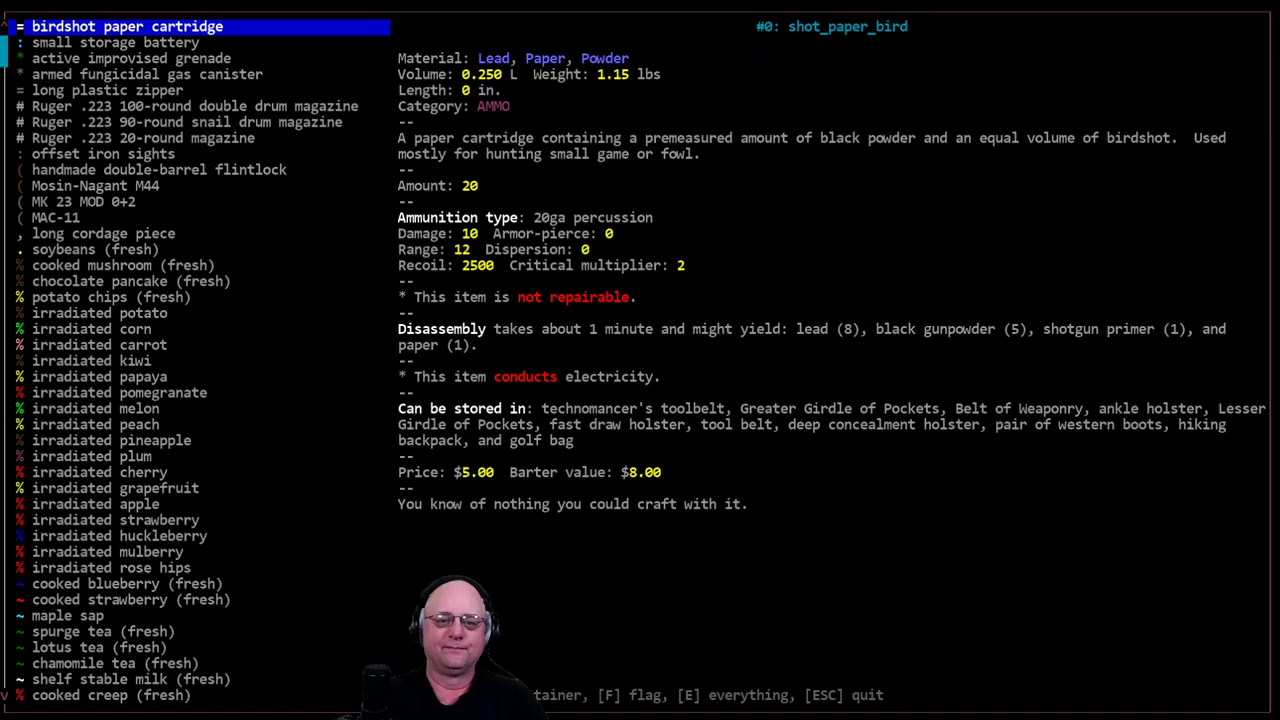 = birdshot paper cartridge
: small storage battery
* active improvised grenade
* armed fungicidal gas canister
= long plastic zipper
# Ruger .223 100-round double drum magazine
# Ruger .223 90-round snail drum magazine
# Ruger .223 20-round magazine
: offset iron sights
( handmade double-barrel flintlock
( Mosin-Nagant M44
( MK 23 MOD 0+2
( MAC-11
, long cordage piece
. soybeans (fresh)
% cooked mushroom (fresh)
% chocolate pancake (fresh)
% potato chips (fresh)
% irradiated potato
% irradiated corn
% irradiated carrot
% irradiated kiwi
% irradiated papaya
% irradiated pomegranate
% irradiated melon
% irradiated peach
% irradiated pineapple
% irradiated plum
% irradiated cherry
% irradiated grapefruit
% irradiated apple
% irradiated strawberry
% irradiated huckleberry
% irradiated mulberry
% irradiated rose hips
~ cooked blueberry (fresh)
~ cooked strawberry (fresh)
~ maple sap
~ spurge tea (fresh)
~ lotus tea (fresh)
~ chamomile tea (fresh)
~ shelf stable milk (fresh)
% cooked creep (fresh)
#0: shot_paper_bird
Material: Lead, Paper, Powder
Volume: 0.250 L  Weight: 1.15 lbs
Length: 0 in.
Category: AMMO
--
A paper cartridge containing a premeasured amount of black powder and an equal volume of birdshot.  Used
mostly for hunting small game or fowl.
--
Amount: 20
--
Ammunition type: 20ga percussion
Damage: 10  Armor-pierce: 0
Range: 12  Dispersion: 0
Recoil: 2500  Critical multiplier: 2
--
* This item is not repairable.
--
Disassembly takes about 1 minute and might yield: lead (8), black gunpowder (5), shotgun primer (1), and
paper (1).
--
* This item conducts electricity.
--
Can be stored in: technomancer's toolbelt, Greater Girdle of Pockets, Belt of Weaponry, ankle holster, Lesser
Girdle of Pockets, fast draw holster, tool belt, deep concealment holster, pair of western boots, hiking
backpack, and golf bag
--
Price: $5.00  Barter value: $8.00
--
You know of nothing you could craft with it.
tainer, [F] flag, [E] everything, [ESC] quit